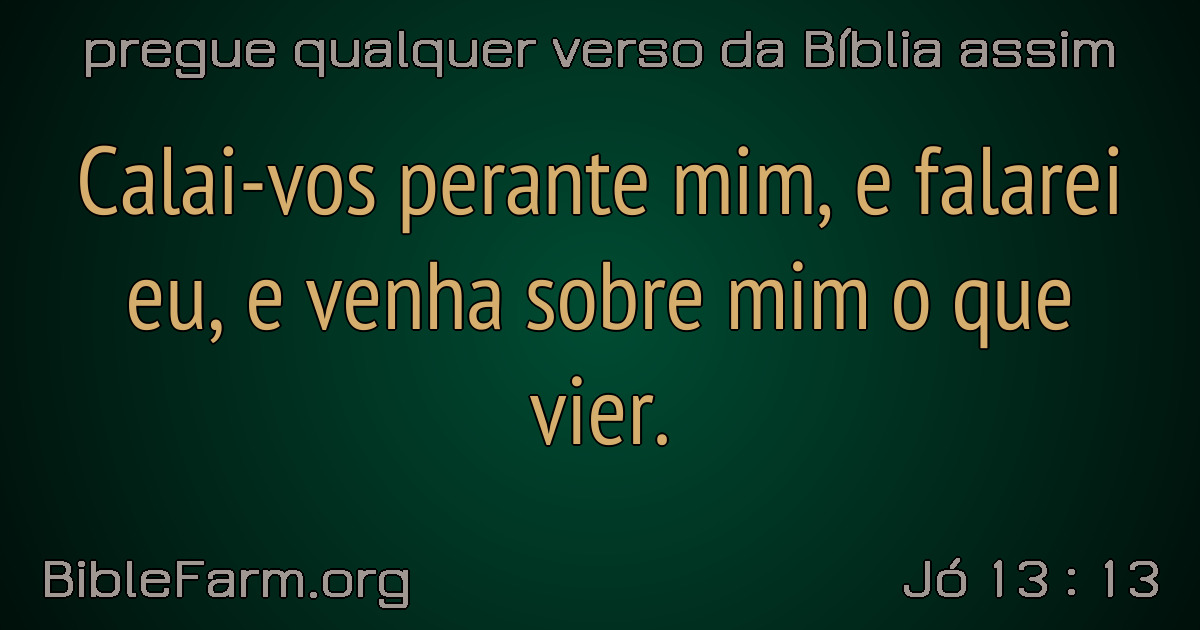 pregue qualquer verso da Bíblia assim
Calai-vos perante mim, e falarei
eu, e venha sobre mim o que
vier.
BibleFarm.org
Jó 13 : 13